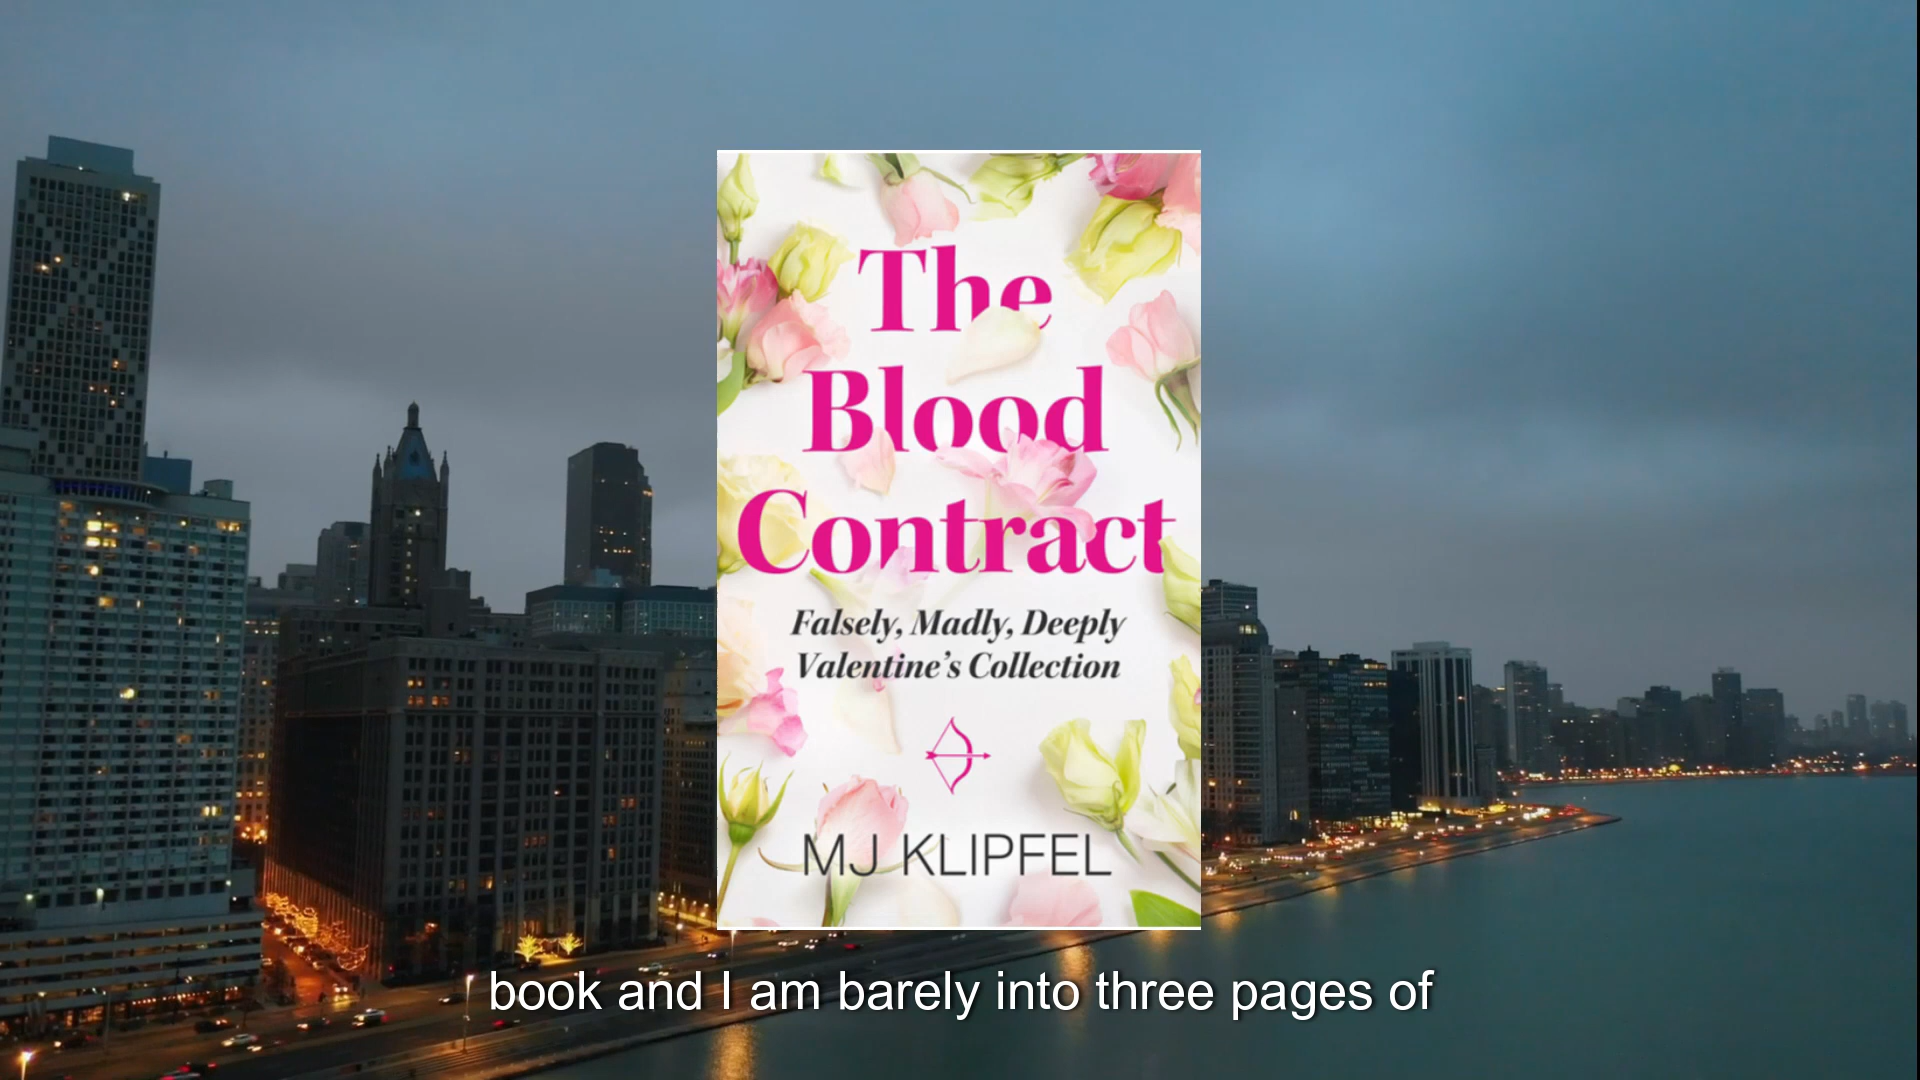 The
Blood
Contract
Falsely, Madly, Deeply
Valentine's Collection
MJ KLIPFEL
book and I am barely into three pages of